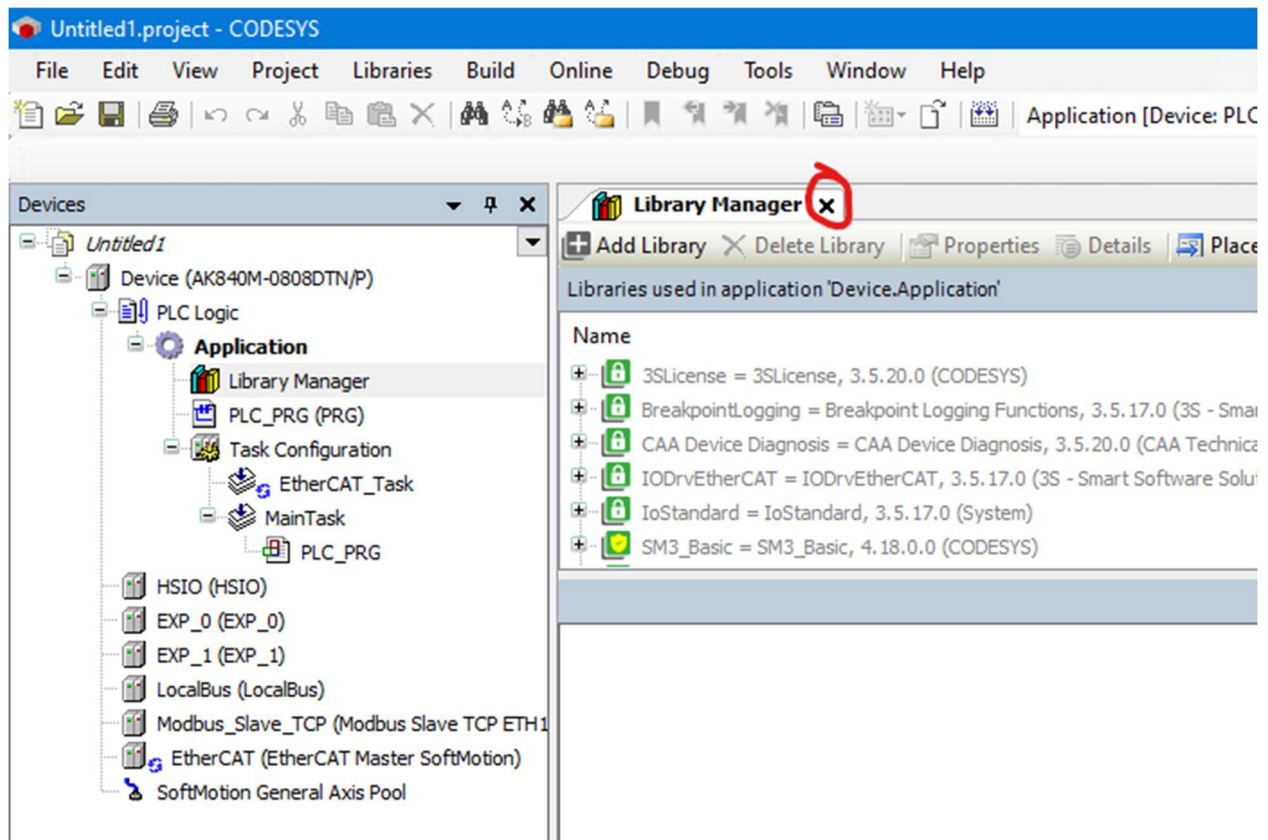 Untitled1.project - CODESYS
File Edit View Project Libraries Build Online Debug Tools Window Help
Application [Device: PLC
Devices
Untitled1
Device (AK840M-0808DTN/P)
PLC Logic
Application
Library Manager
PLC_PRG (PRG)
Task Configuration
EtherCAT_Task
MainTask
PLC_PRG
HSIO (HSIO)
EXP_0 (EXP_0)
EXP_1 (EXP_1)
LocalBus (LocalBus)
Modbus_Slave_TCP (Modbus Slave TCP ETH1
EtherCAT (EtherCAT Master SoftMotion)
SoftMotion General Axis Pool
Library Manager
Add Library Delete Library Properties Details Place
Libraries used in application 'Device.Application'
Name
3SLicense = 3SLicense, 3.5.20.0 (CODESYS)
BreakpointLogging = Breakpoint Logging Functions, 3.5.17.0 (3S - Smar
CAA Device Diagnosis = CAA Device Diagnosis, 3.5.20.0 (CAA Technica
IODrvEtherCAT = IODrvEtherCAT, 3.5.17.0 (3S - Smart Software Solu
IoStandard = IoStandard, 3.5.17.0 (System)
SM3_Basic = SM3_Basic, 4.18.0.0 (CODESYS)